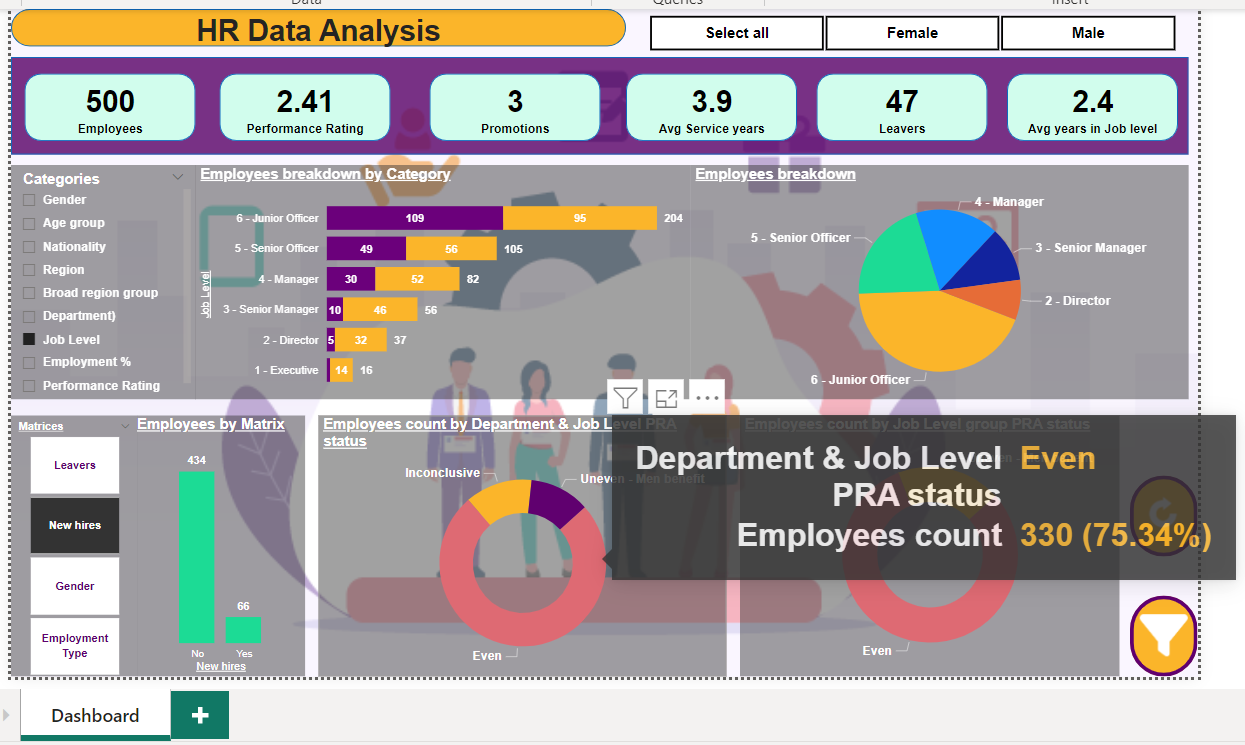 Data
Queries
Insert
HR Data Analysis
Select all
Female
Male
500
Employees
2.41
Performance Rating
3
Promotions
3.9
Avg Service years
47
Leavers
2.4
Avg years in Job level
Categories
Gender
Age group
Nationality
Region
Broad region group
Department}
Job Level
Employment %
Performance Rating
Employees breakdown by Category
Job Level
6 - Junior Officer 109 95 204
5 - Senior Officer 49 56 105
4 - Manager 30 52 82
3 - Senior Manager 10 46 56
2 - Director 5 32 37
1 - Executive 14 16
Employees breakdown
4 - Manager
5 - Senior Officer
3 - Senior Manager
2 - Director
6 - Junior Officer
Matrices
Leavers
New hires
Gender
Employment
Type
Employees by Matrix
434
66
No Yes
New hires
Employees count by Department & Job Level PRA
status
Inconclusive
Uneven - Men benefit
Even
Employees count by Job Level group PRA status
Even
Department & Job Level Even
PRA status
Employees count 330 (75.34%)
Dashboard